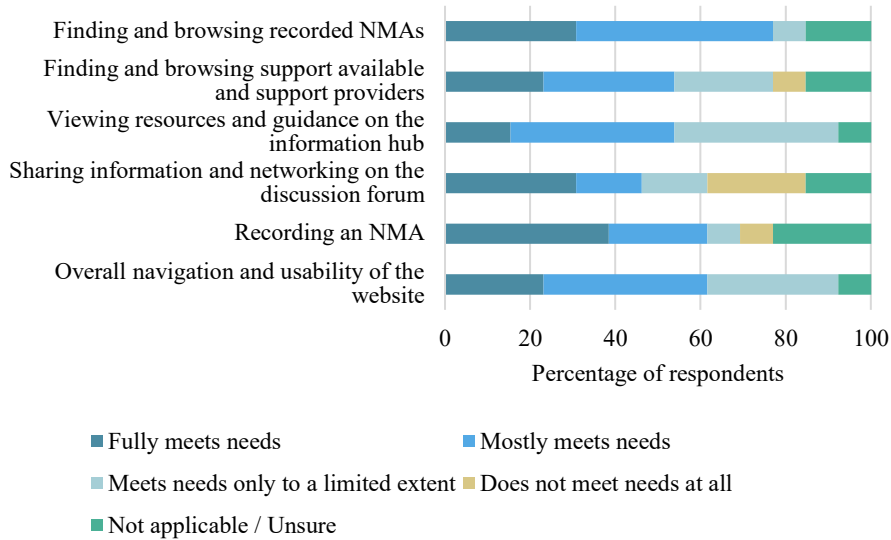 Finding and browsing recorded NMAs
Finding and browsing support available
and support providers
Viewing resources and guidance on the
information hub
Sharing information and networking on the
discussion forum
Recording an NMA
Overall navigation and usability of the
website
0 20 40 60 80 100
Percentage of respondents
Fully meets needs Mostly meets needs
Meets needs only to a limited extent Does not meet needs at all
Not applicable / Unsure